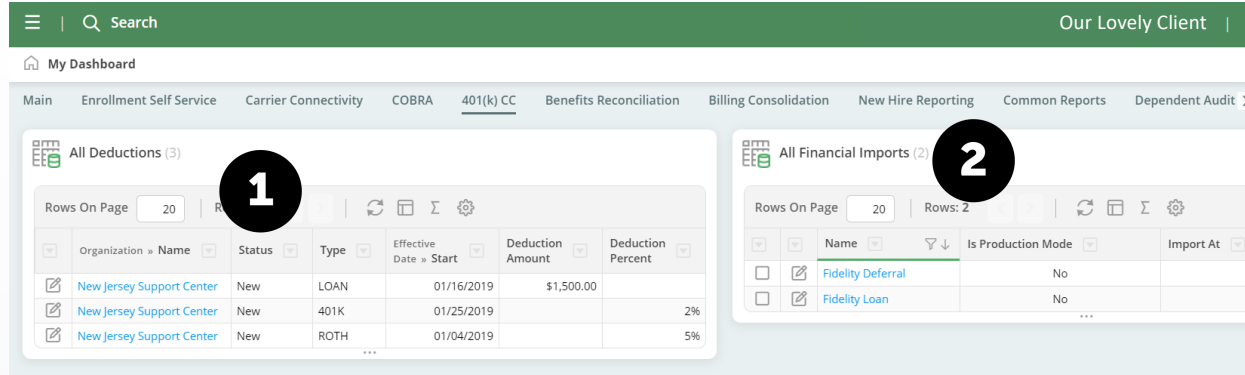 | Search Our Lovely Client |
My Dashboard
Main Enrollment Self Service Carrier Connectivity COBRA 401(k) CC Benefits Reconciliation Billing Consolidation New Hire Reporting Common Reports Dependent Audit
All Deductions (3)
1
Rows On Page 20
Organization » Name Status Type Effective Date » Start Deduction Amount Deduction Percent
New Jersey Support Center New LOAN 01/16/2019 $1,500.00
New Jersey Support Center New 401K 01/25/2019 2%
New Jersey Support Center New ROTH 01/04/2019 5%
All Financial Imports (2)
2
Rows On Page 20 Rows: 2
Name Is Production Mode Import At
Fidelity Deferral No
Fidelity Loan No